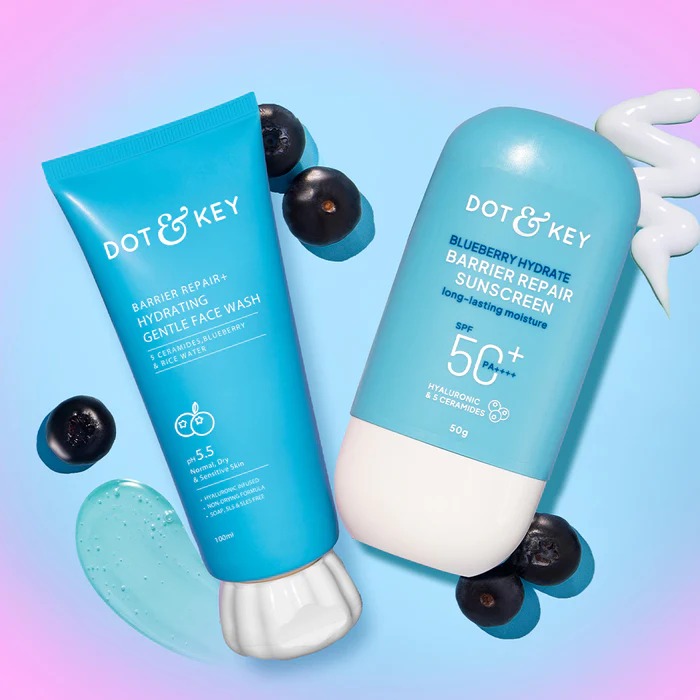 DOT & KEY
BARRIER REPAIR+
HYDRATING
GENTLE FACE WASH
5 CERAMIDES, BLUEBERRY
& RICE WATER
pH 5.5
Normal, Dry
& Sensitive Skin
• HYALURONIC INFUSED
• NON-DRYING FORMULA
• SOAP, SLS & SLES FREE
100ml
DOT & KEY
BLUEBERRY HYDRATE
BARRIER REPAIR
SUNSCREEN
long-lasting moisture
SPF
50+
PA++++
HYALURONIC
& 5 CERAMIDES
50g